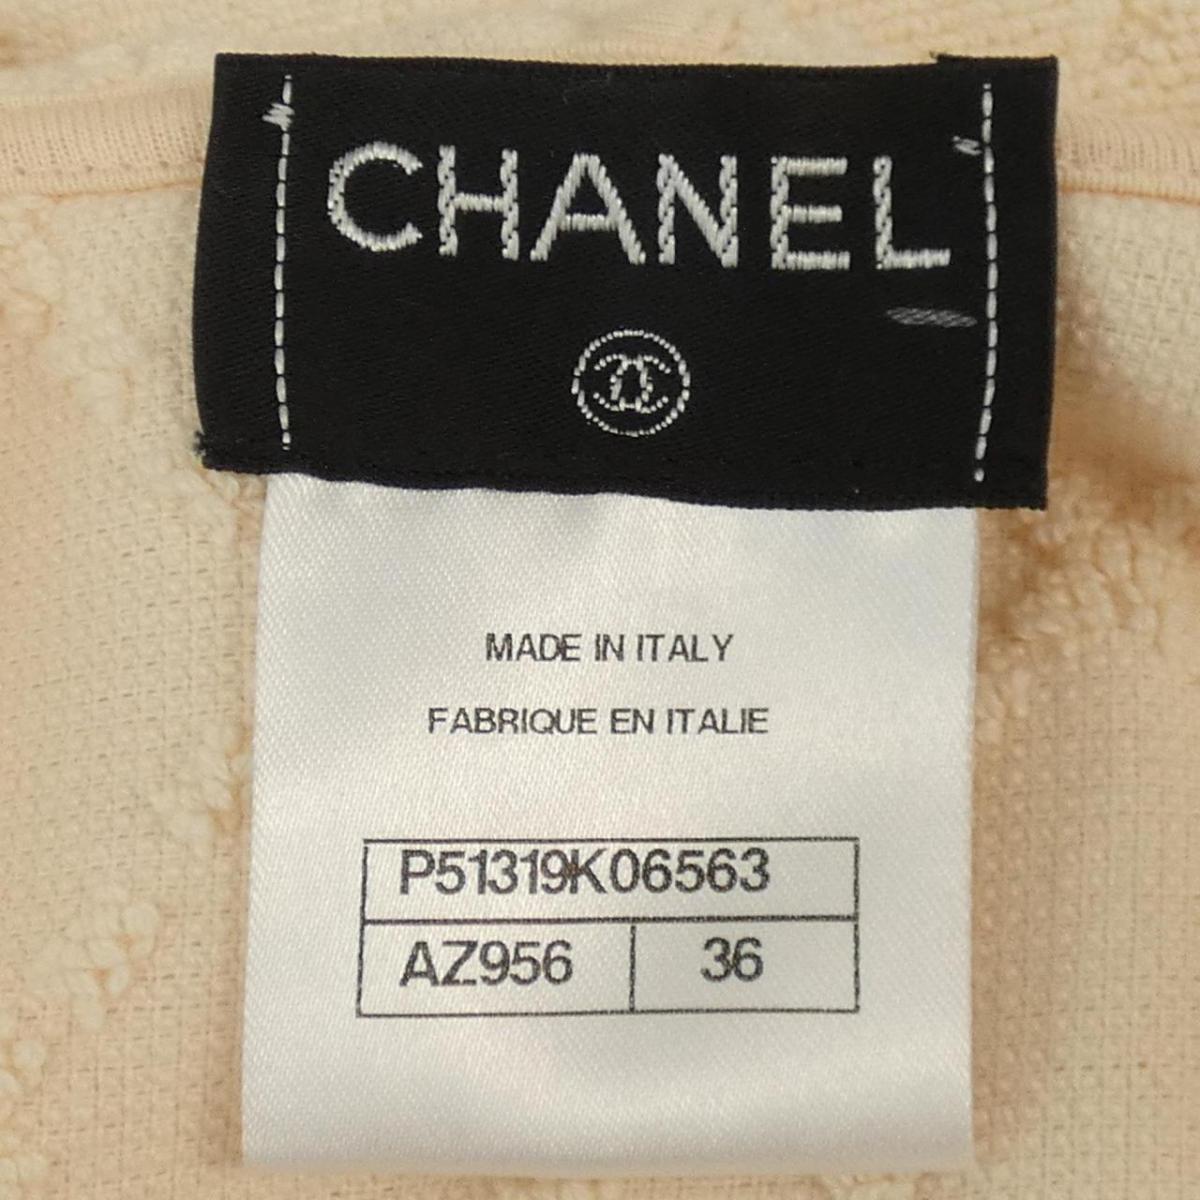 CHANEL
MADE IN ITALY
FABRIQUE EN ITALIE
P51319K06563
AZ956 36